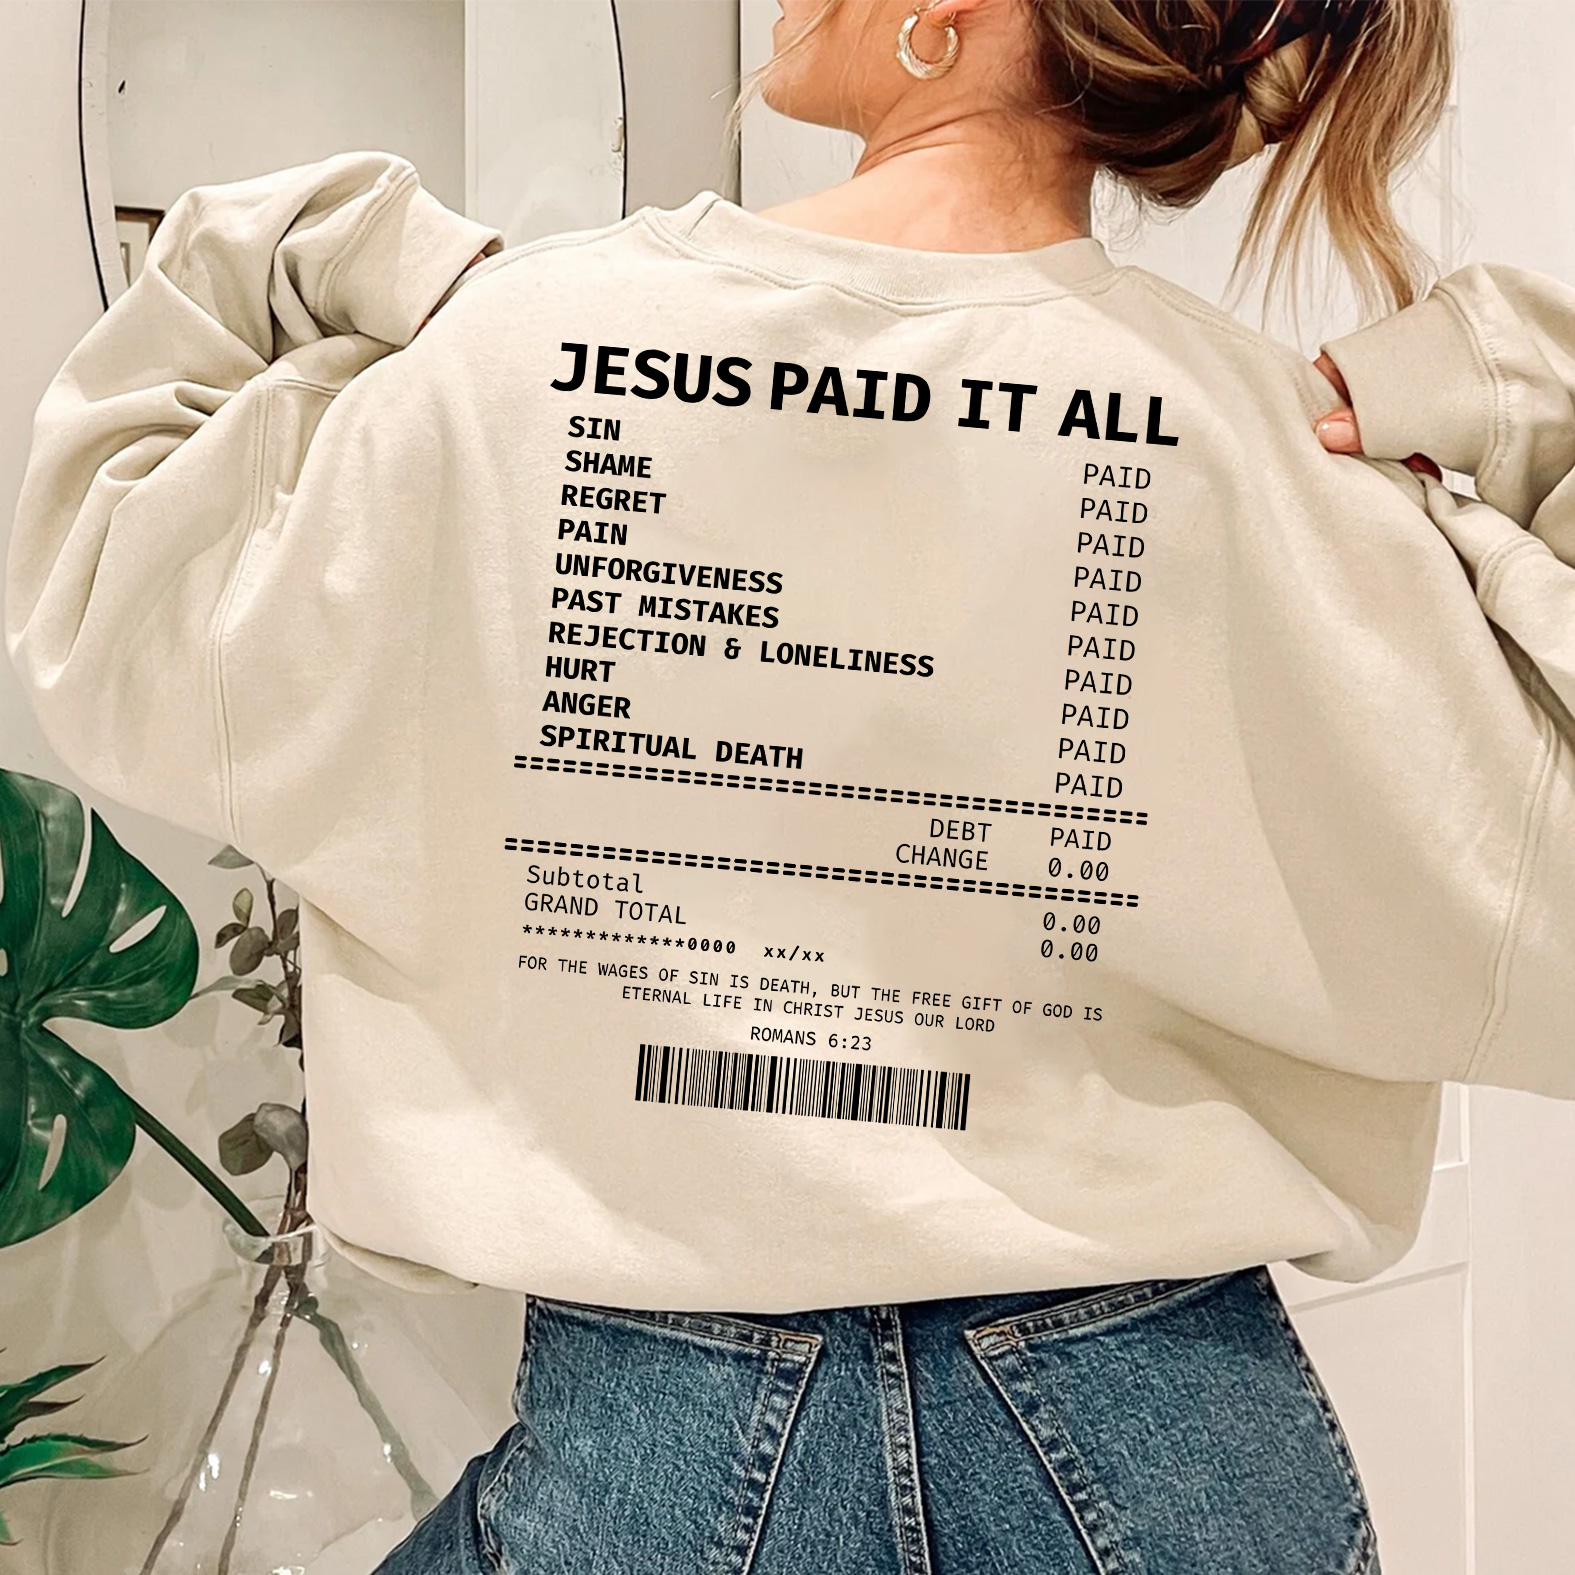 JESUS PAID IT ALL
SIN PAID
SHAME PAID
REGRET PAID
PAIN PAID
UNFORGIVENESS PAID
PAST MISTAKES PAID
REJECTION & LONELINESS PAID
HURT PAID
ANGER PAID
SPIRITUAL DEATH PAID
========================================
DEBT PAID
CHANGE 0.00
========================================
Subtotal 0.00
GRAND TOTAL 0.00
*************0000 xx/xx
FOR THE WAGES OF SIN IS DEATH, BUT THE FREE GIFT OF GOD IS
ETERNAL LIFE IN CHRIST JESUS OUR LORD
ROMANS 6:23